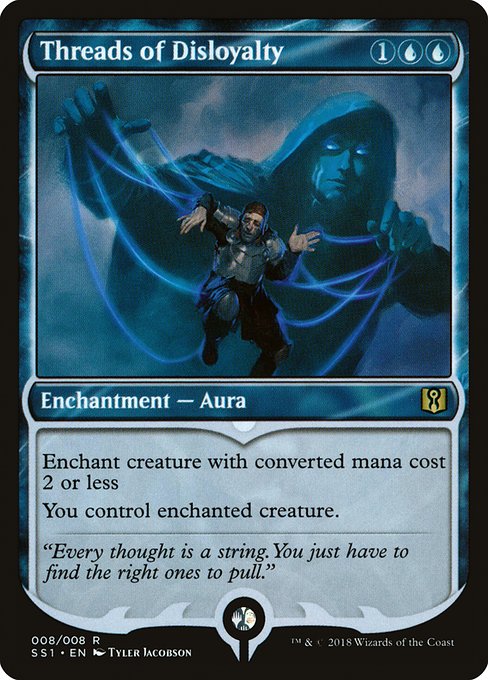 Threads of Disloyalty 1
Enchantment — Aura
Enchant creature with converted mana cost
2 or less
You control enchanted creature.
“Every thought is a string. You just have to
find the right ones to pull.”
008/008 R
SS1 • EN Tyler Jacobson
™ & © 2018 Wizards of the Coast